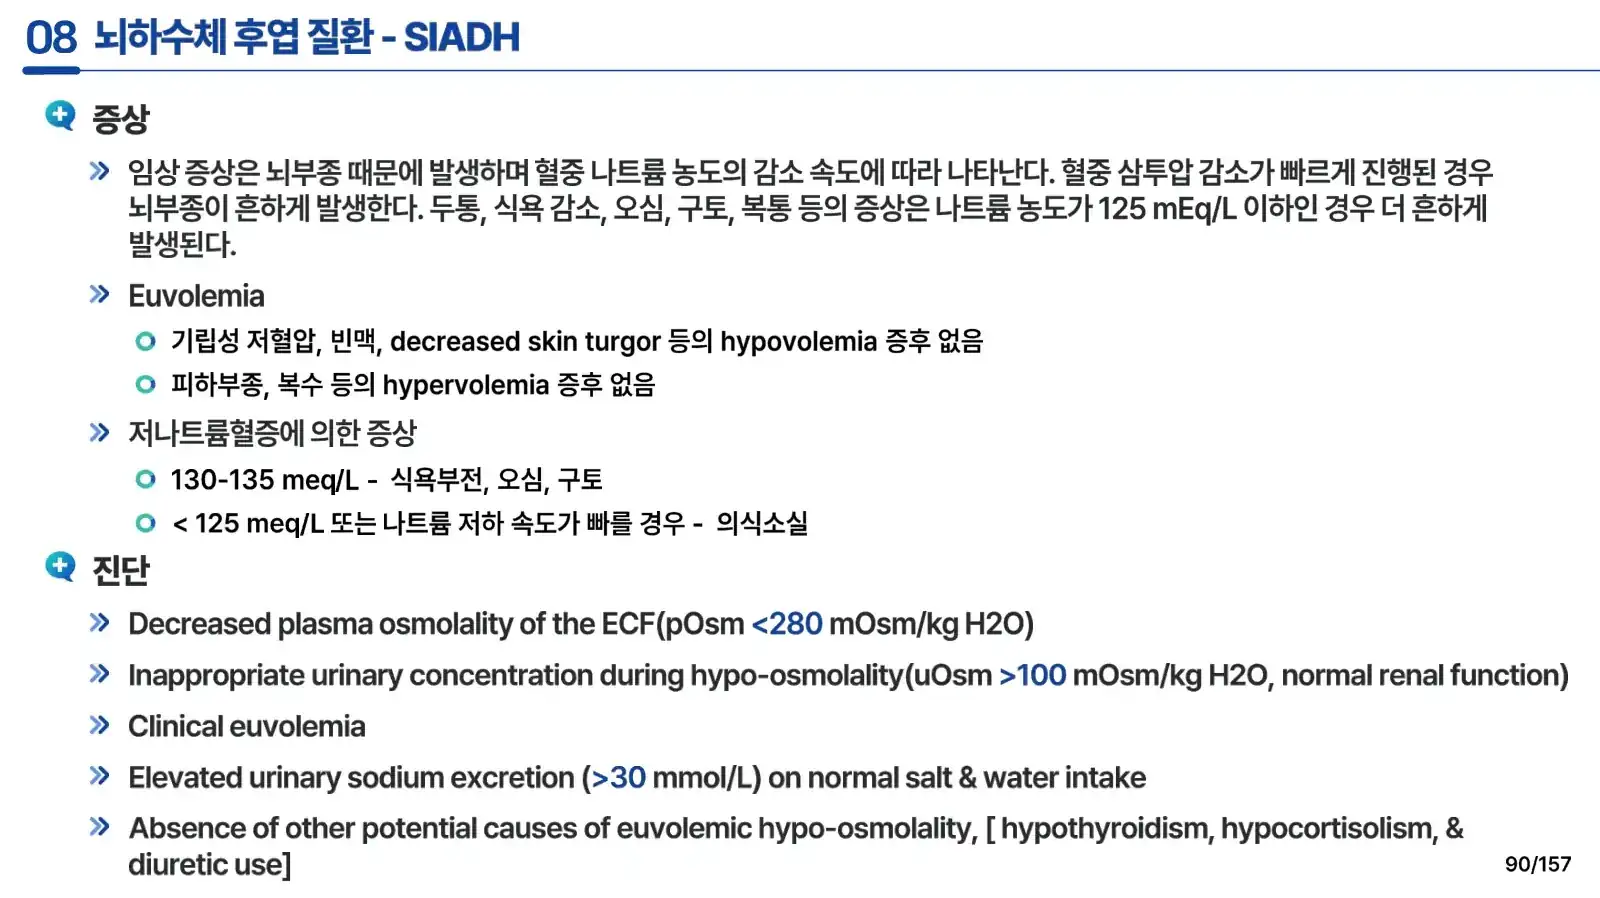 08 뇌하수체 후엽 질환 - SIADH
증상
임상 증상은 뇌부종 때문에 발생하며 혈중 나트륨 농도의 감소 속도에 따라 나타난다. 혈중 삼투압 감소가 빠르게 진행된 경우
뇌부종이 흔하게 발생한다. 두통, 식욕 감소, 오심, 구토, 복통 등의 증상은 나트륨 농도가 125 mEq/L 이하인 경우 더 흔하게
발생된다.
Euvolemia
기립성 저혈압, 빈맥, decreased skin turgor 등의 hypovolemia 증후 없음
피하부종, 복수 등의 hypervolemia 증후 없음
저나트륨혈증에 의한 증상
130-135 meq/L - 식욕부전, 오심, 구토
< 125 meq/L 또는 나트륨 저하 속도가 빠를 경우 - 의식소실
진단
Decreased plasma osmolality of the ECF(pOsm <280 mOsm/kg H2O)
Inappropriate urinary concentration during hypo-osmolality(uOsm >100 mOsm/kg H2O, normal renal function)
Clinical euvolemia
Elevated urinary sodium excretion (>30 mmol/L) on normal salt & water intake
Absence of other potential causes of euvolemic hypo-osmolality, [ hypothyroidism, hypocortisolism, &
diuretic use]
90/157